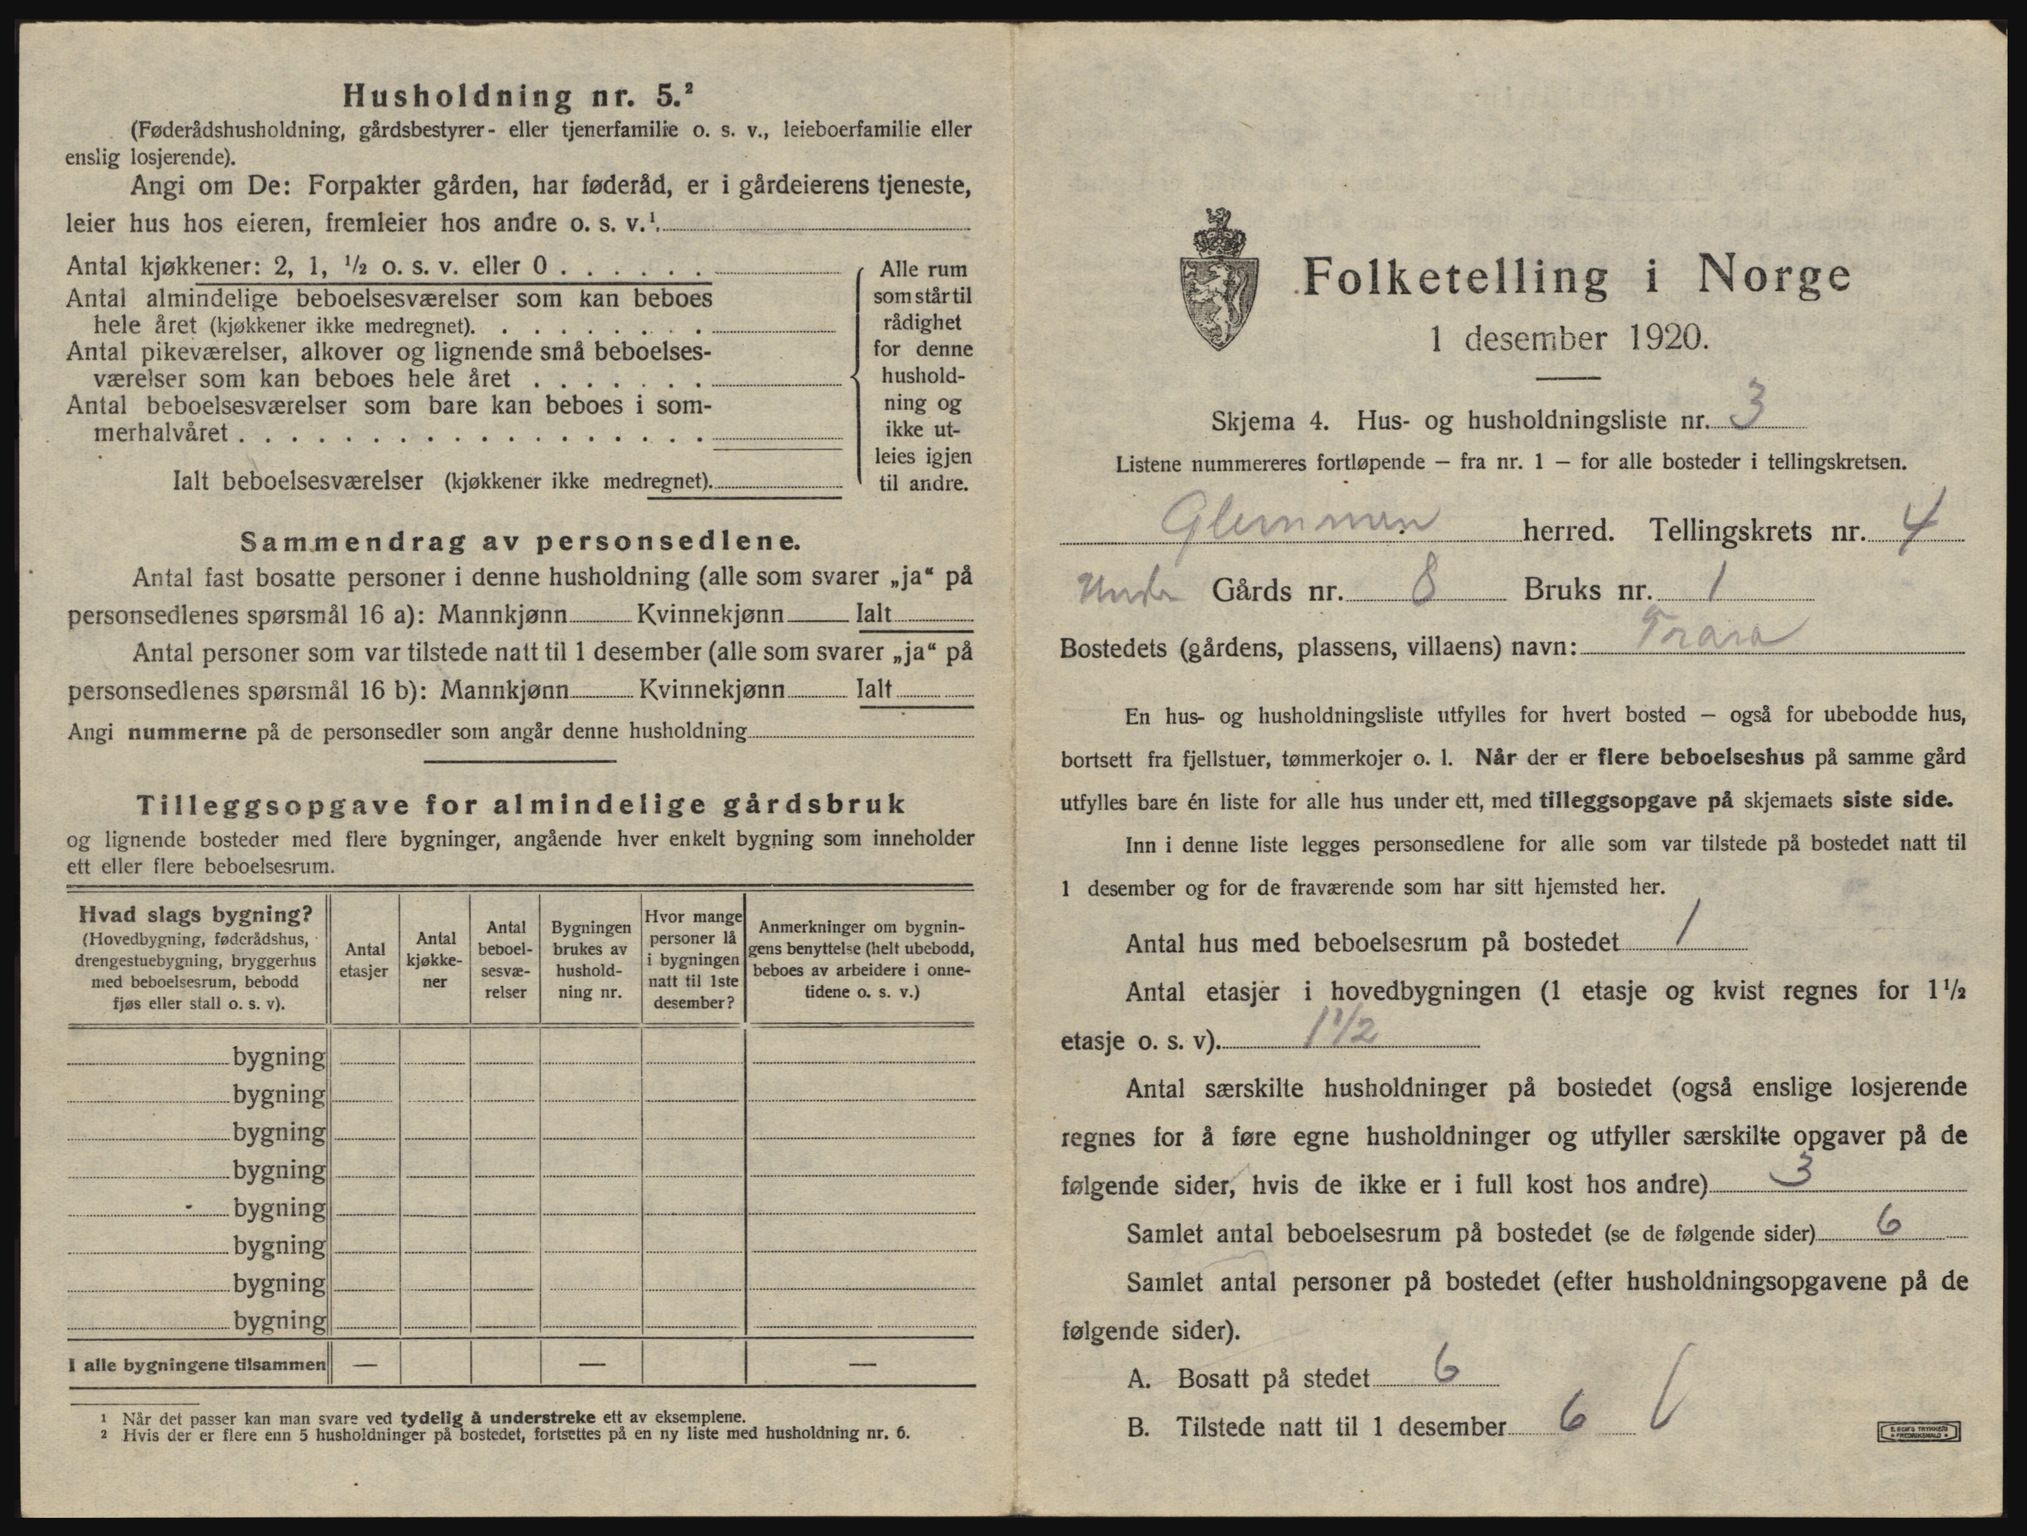 Husholdning nr. 5.²
(Føderådshusholdning, gårdsbestyrer- eller tjenerfamilie o. s. v., leieboerfamilie eller
enslig losjerende).
Angi om De: Forpakter gården, har føderåd, er i gårdeierens tjeneste,
leier hus hos eieren, fremleier hos andre o. s. v.¹.
Antal kjøkkener: 2, 1, ½ o. s. v. eller 0 . . . . . .
Antal almindelige beboelsesværelser som kan beboes
hele året (kjøkkener ikke medregnet). . . . . . . . .
Antal pikeværelser, alkover og lignende små beboelses-
værelser som kan beboes hele året . . . . . . .
Antal beboelsesværelser som bare kan beboes i som-
merhalvåret . . . . . . . . . . . . . . . . . .
Ialt beboelsesværelser (kjøkkener ikke medregnet).
Alle rum
som står til
rådighet
for denne
hushold-
ning og
ikke ut-
leies igjen
til andre.
Sammendrag av personsedlene.
Antal fast bosatte personer i denne husholdning (alle som svarer „ja“ på
personsedlenes spørsmål 16 a): Mannkjønn Kvinnekjønn Ialt
Antal personer som var tilstede natt til 1 desember (alle som svarer „ja“ på
personsedlenes spørsmål 16 b): Mannkjønn Kvinnekjønn Ialt
Angi nummerne på de personsedler som angår denne husholdning
Tilleggsopgave for almindelige gårdsbruk
og lignende bosteder med flere bygninger, angående hver enkelt bygning som inneholder
ett eller flere beboelsesrum.
Hvad slags bygning?
(Hovedbygning, føderådshus,
drengestuebygning, bryggerhus
med beboelsesrum, bebodd
fjøs eller stall o. s. v).
Antal
etasjer
Antal
kjøkke-
ner
Antal
beboel-
sesvæ-
relser
Bygningen
brukes av
hushold-
ning nr.
Hvor mange
personer lå
i bygningen
natt til 1ste
desember?
Anmerkninger om bygnin-
gens benyttelse (helt ubebodd,
beboes av arbeidere i onne-
tidene o. s. v.)
bygning
bygning
bygning
bygning
bygning
bygning
bygning
bygning
I alle bygningene tilsammen — — —
¹ Når det passer kan man svare ved tydelig å understreke ett av eksemplene.
² Hvis der er flere enn 5 husholdninger på bostedet, fortsettes på en ny liste med husholdning nr. 6.
Folketelling i Norge
1 desember 1920.
Skjema 4. Hus- og husholdningsliste nr. 3
Listene nummereres fortløpende — fra nr. 1 — for alle bosteder i tellingskretsen.
Glemmen herred. Tellingskrets nr. 4
Under Gårds nr. 8 Bruks nr. 1
Bostedets (gårdens, plassens, villaens) navn: Trara
En hus- og husholdningsliste utfylles for hvert bosted — også for ubebodde hus,
bortsett fra fjellstuer, tømmerkojer o. l. Når der er flere beboelseshus på samme gård
utfylles bare én liste for alle hus under ett, med tilleggsopgave på skjemaets siste side.
Inn i denne liste legges personsedlene for alle som var tilstede på bostedet natt til
1 desember og for de fraværende som har sitt hjemsted her.
Antal hus med beboelsesrum på bostedet 1
Antal etasjer i hovedbygningen (1 etasje og kvist regnes for 1½
etasje o. s. v). 1½
Antal særskilte husholdninger på bostedet (også enslige losjerende
regnes for å føre egne husholdninger og utfyller særskilte opgaver på de
følgende sider, hvis de ikke er i full kost hos andre) 3
Samlet antal beboelsesrum på bostedet (se de følgende sider) 6
Samlet antal personer på bostedet (efter husholdningsopgavene på de
følgende sider).
A. Bosatt på stedet 6
B. Tilstede natt til 1 desember 6